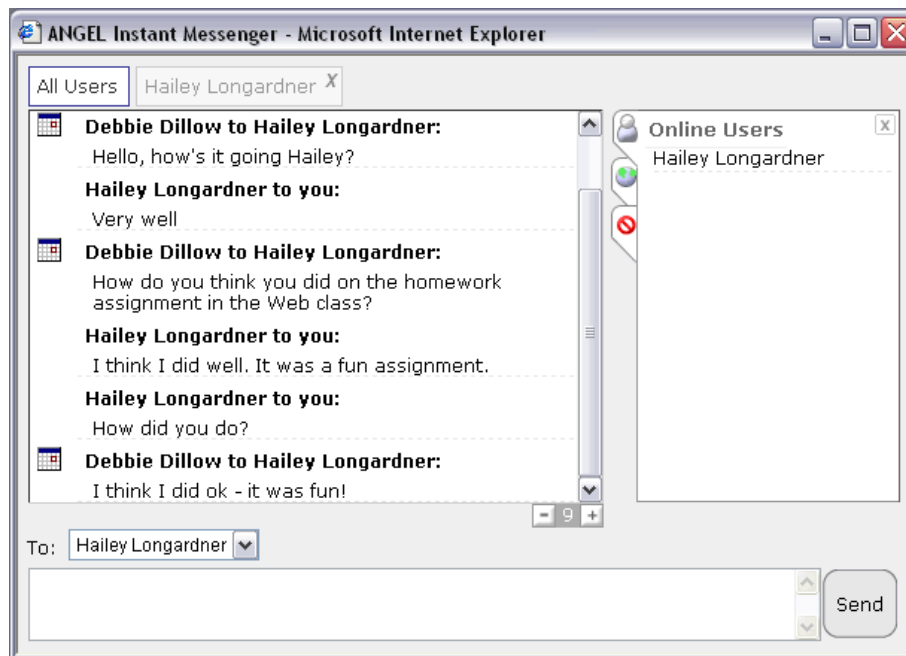 ANGEL Instant Messenger - Microsoft Internet Explorer
All Users
Hailey Longardner X
Debbie Dillow to Hailey Longardner:
Hello, how's it going Hailey?
Hailey Longardner to you:
Very well
Debbie Dillow to Hailey Longardner:
How do you think you did on the homework
assignment in the Web class?
Hailey Longardner to you:
I think I did well. It was a fun assignment.
Hailey Longardner to you:
How did you do?
Debbie Dillow to Hailey Longardner:
I think I did ok - it was fun!
- 9 +
Online Users x
Hailey Longardner
To: Hailey Longardner
Send